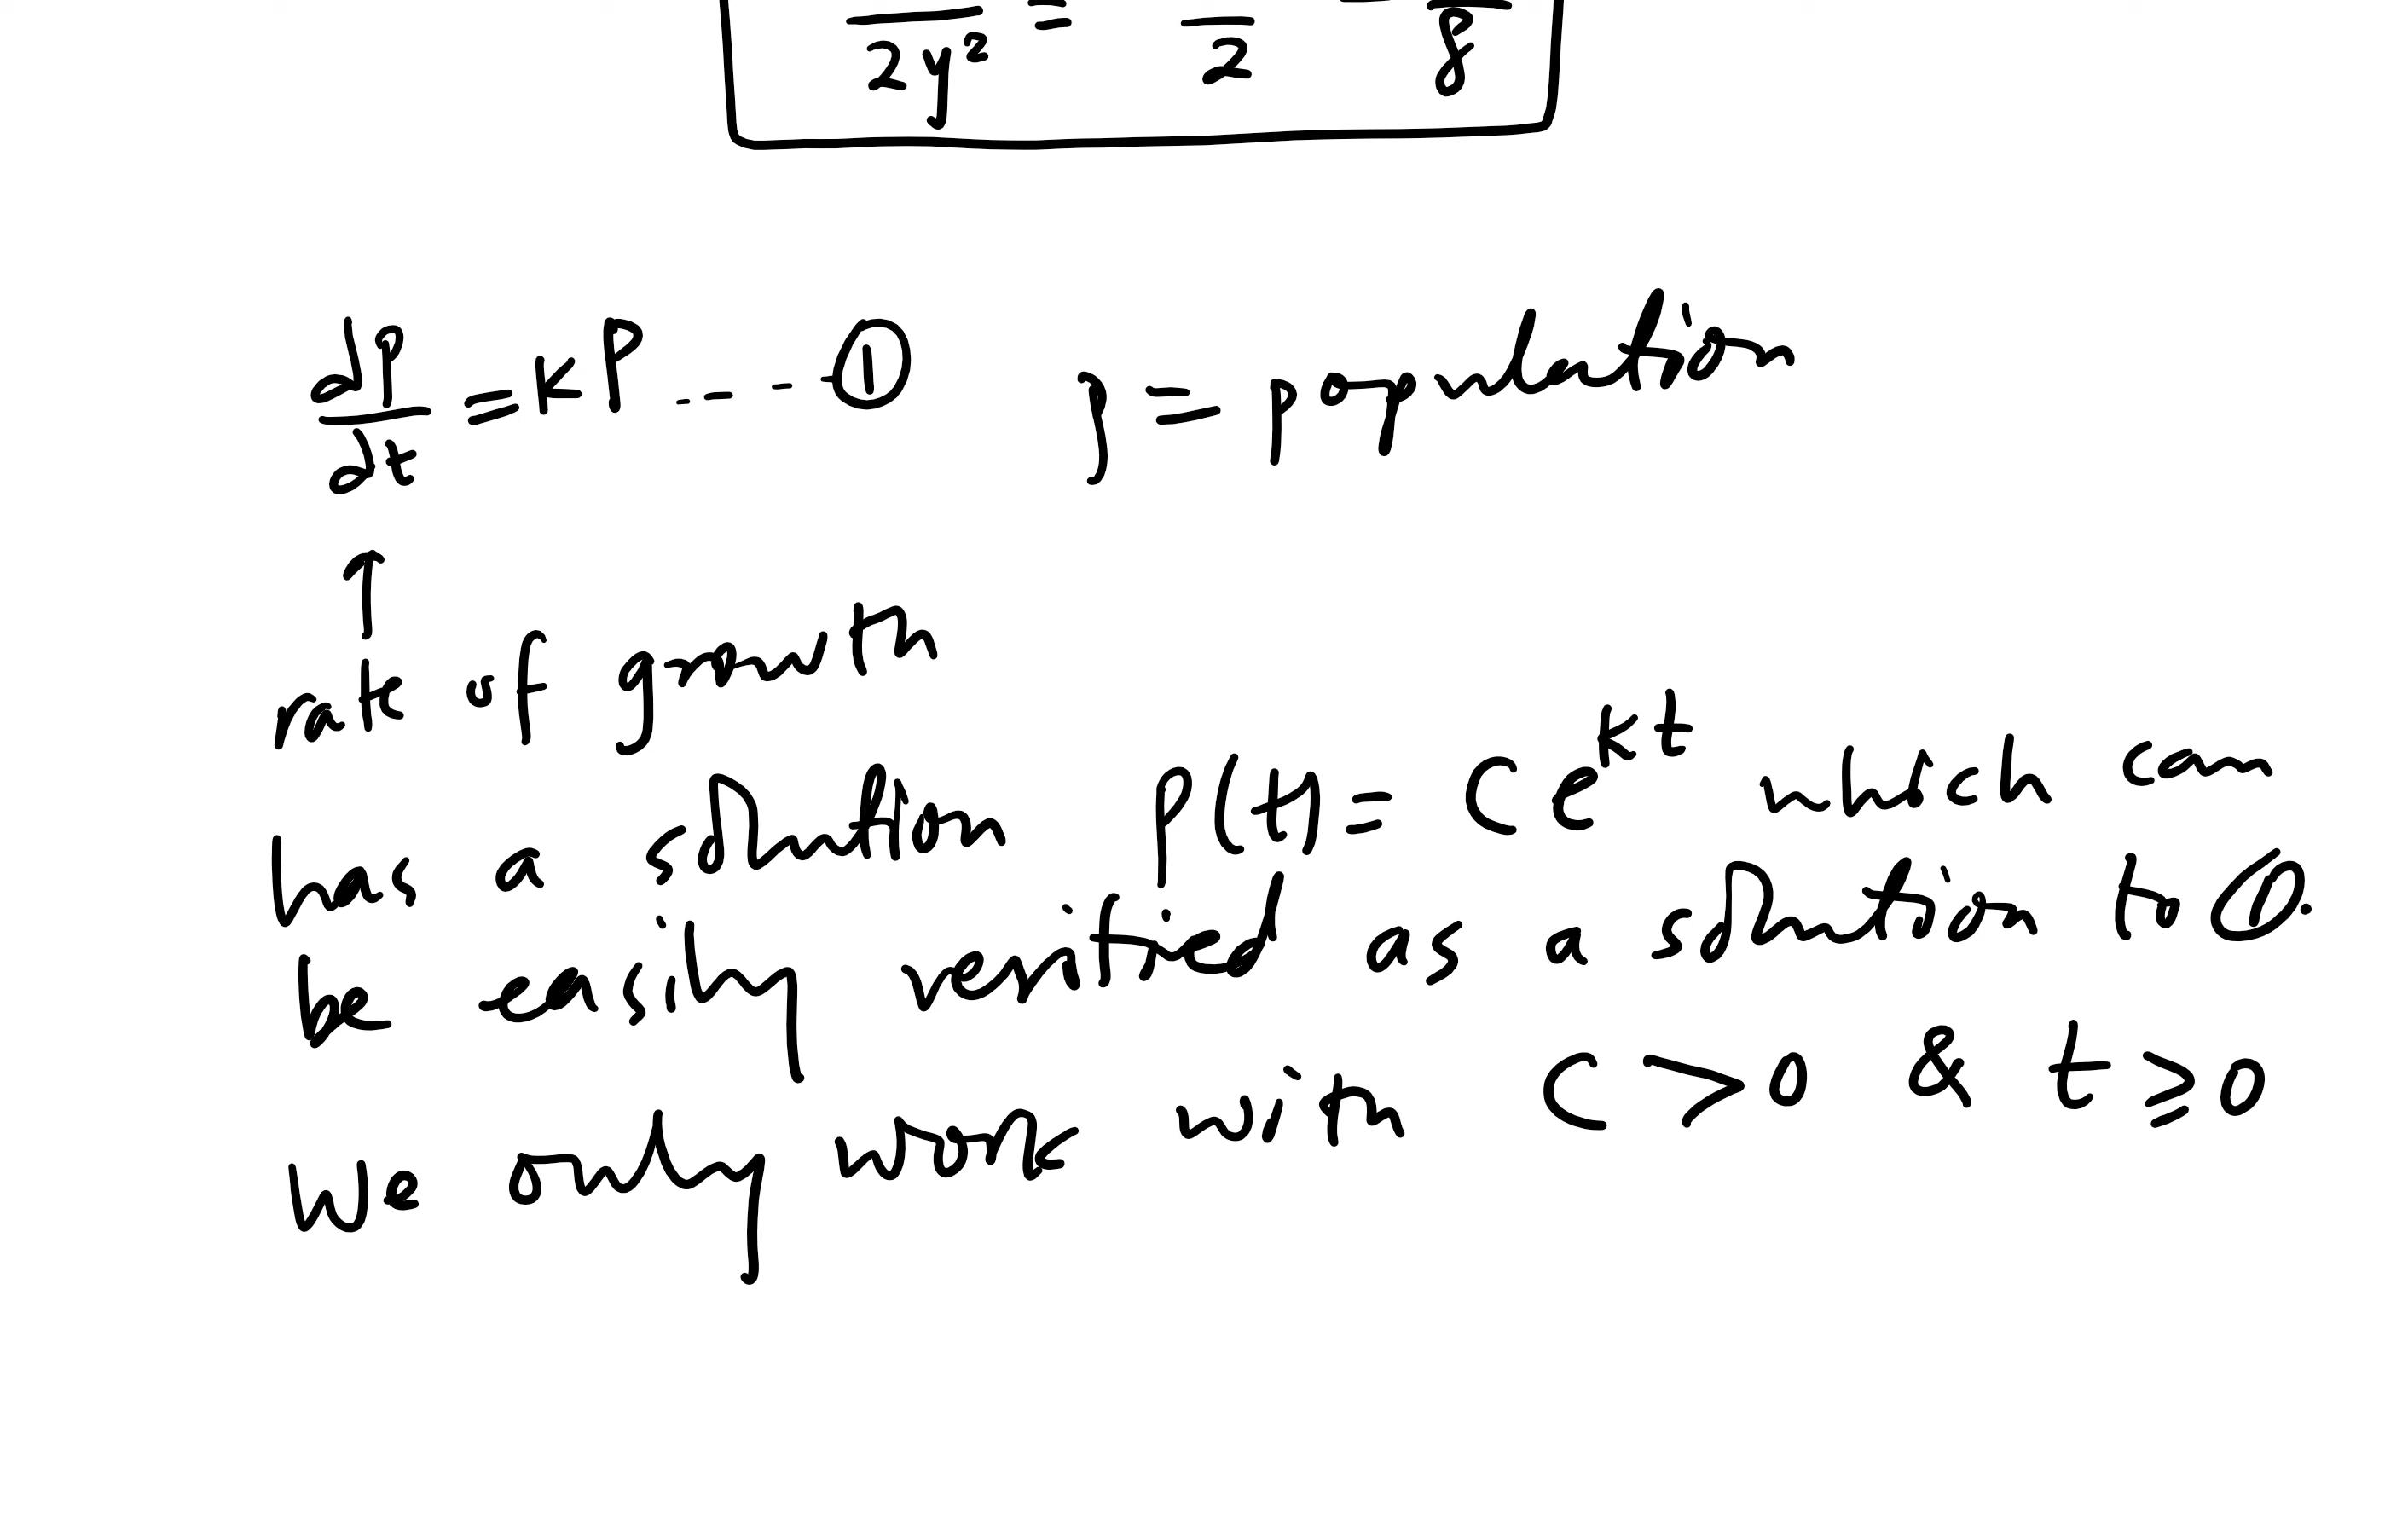 2y² = 2 8
dP/dt = KP - - - ① P = population
↑
rate of growth
has a solution P(t) = C e^{kt} which can
be easily verified as a solution to ①.
We only work with C > 0 & t ≥ 0